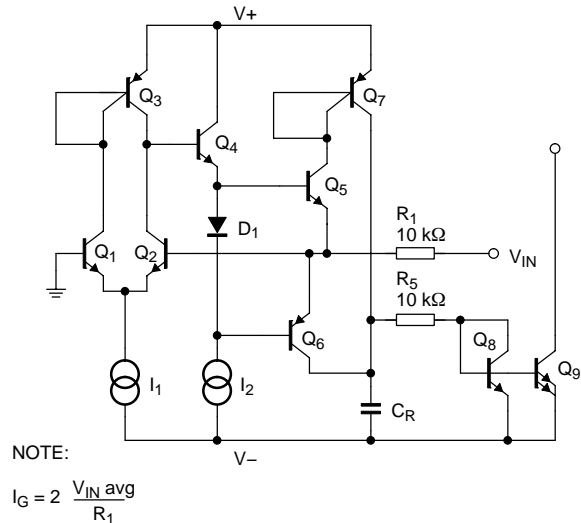 V+
Q3
Q7
Q4
Q5
R1
10 kΩ
D1
Q1
Q2
VIN
R5
10 kΩ
Q6
Q8
Q9
I1
I2
CR
V–
NOTE:
IG = 2 VIN avg
R1